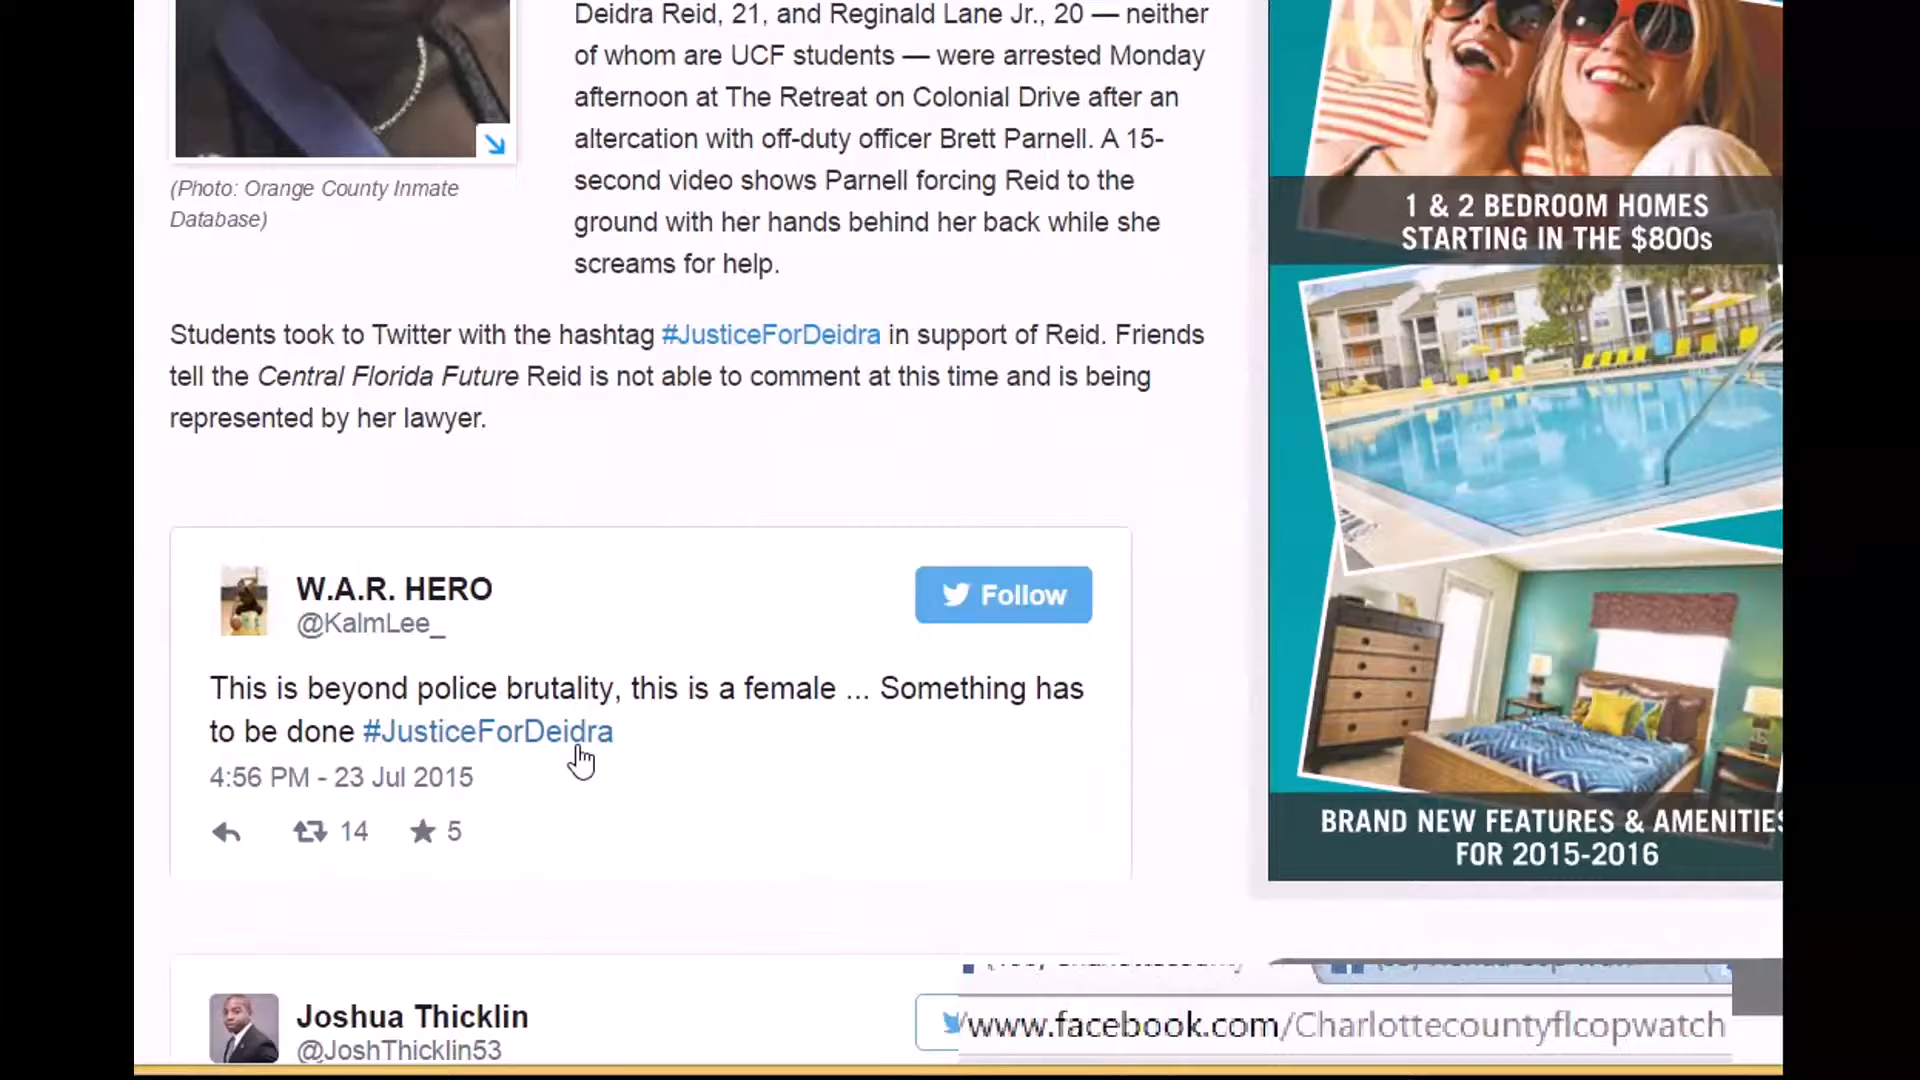 Deidra Reid, 21, and Reginald Lane Jr., 20 — neither
of whom are UCF students — were arrested Monday
afternoon at The Retreat on Colonial Drive after an
altercation with off-duty officer Brett Parnell. A 15-
second video shows Parnell forcing Reid to the
ground with her hands behind her back while she
screams for help.
(Photo: Orange County Inmate
Database)
Students took to Twitter with the hashtag #JusticeForDeidra in support of Reid. Friends
tell the Central Florida Future Reid is not able to comment at this time and is being
represented by her lawyer.
W.A.R. HERO
@KalmLee_
Follow
This is beyond police brutality, this is a female ... Something has
to be done #JusticeForDeidra
4:56 PM - 23 Jul 2015
14
5
Joshua Thicklin
@JoshThicklin53
1 & 2 BEDROOM HOMES
STARTING IN THE $800s
BRAND NEW FEATURES & AMENITIES
FOR 2015-2016
/www.facebook.com/Charlottecountyflcopwatch